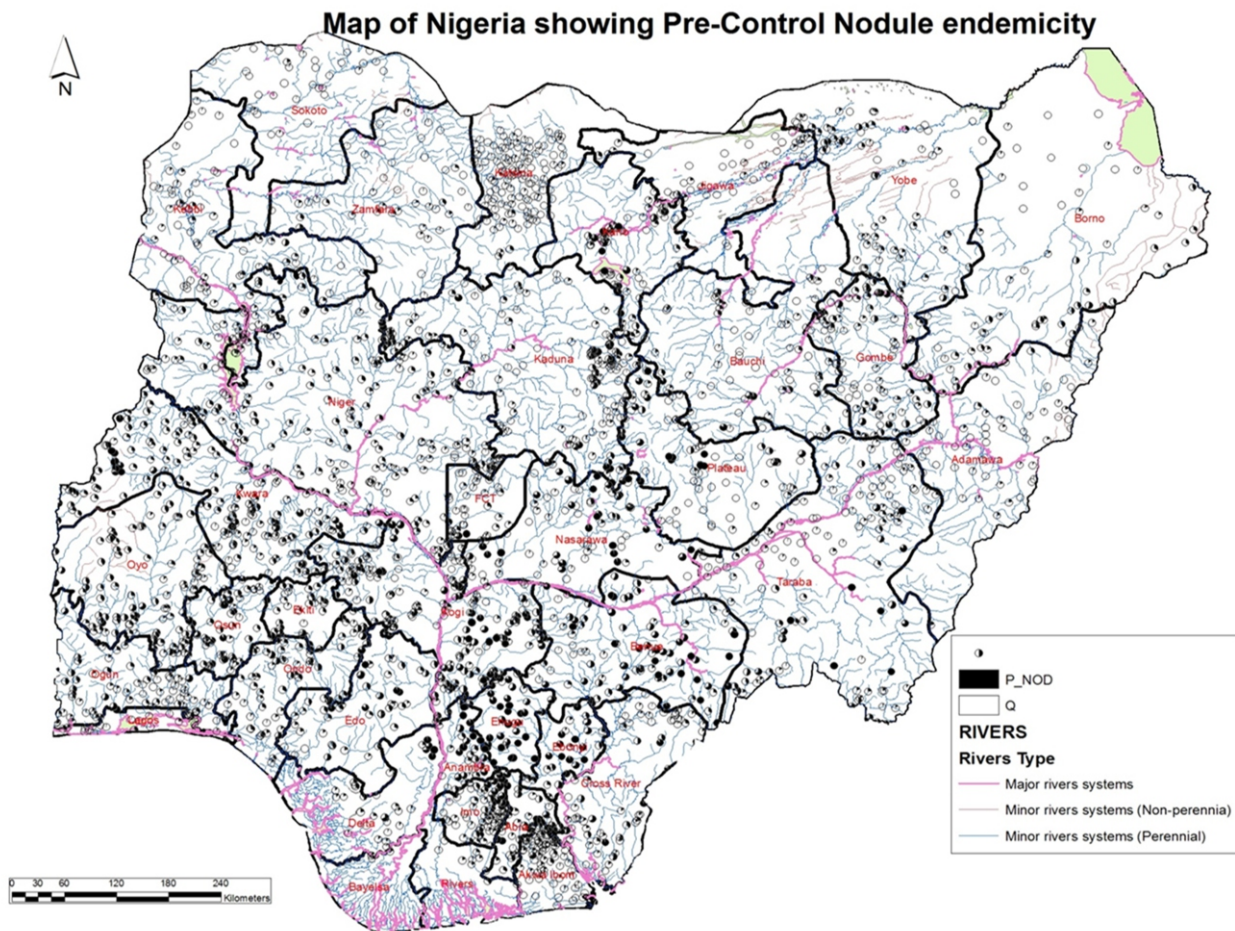 Map of Nigeria showing Pre-Control Nodule endemicity
N
Sokoto
Katsina
Kebbi
Zamfara
Jigawa
Kano
Yobe
Borno
Kaduna
Bauchi
Gombe
Niger
Plateau
Adamawa
FCT
Kwara
Nasarawa
Oyo
Taraba
Kogi
Osun
Ekiti
Benue
Ogun
Ondo
Edo
Enugu
Ebonyi
Lagos
Anambra
Cross River
Imo
Abia
Delta
Akwa Ibom
Bayelsa
Rivers
P_NOD
Q
RIVERS
Rivers Type
Major rivers systems
Minor rivers systems (Non-perennia)
Minor rivers systems (Perennial)
0 30 60 120 180 240
Kilometers